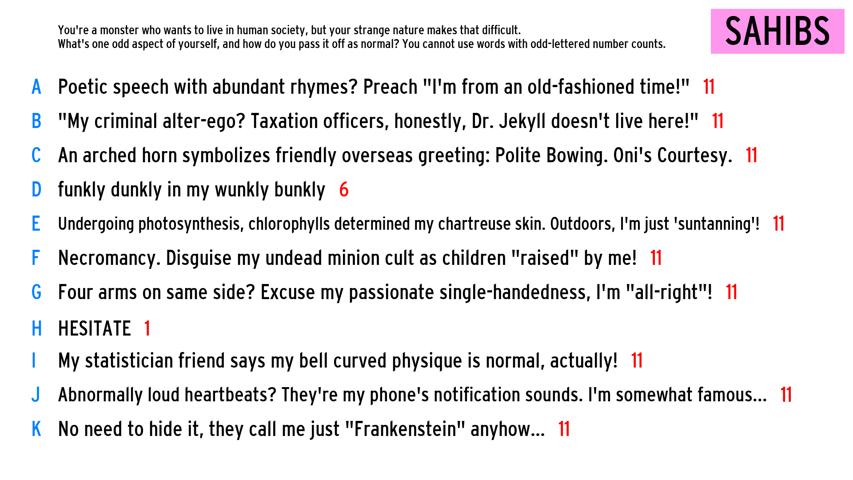 You're a monster who wants to live in human society, but your strange nature makes that difficult.
What's one odd aspect of yourself, and how do you pass it off as normal? You cannot use words with odd-lettered number counts.
SAHIBS
A Poetic speech with abundant rhymes? Preach "I'm from an old-fashioned time!" 11
B "My criminal alter-ego? Taxation officers, honestly, Dr. Jekyll doesn't live here!" 11
C An arched horn symbolizes friendly overseas greeting: Polite Bowing. Oni's Courtesy. 11
D funkly dunkly in my wunkly bunkly 6
E Undergoing photosynthesis, chlorophylls determined my chartreuse skin. Outdoors, I'm just 'suntanning'! 11
F Necromancy. Disguise my undead minion cult as children "raised" by me! 11
G Four arms on same side? Excuse my passionate single-handedness, I'm "all-right"! 11
H HESITATE 1
I My statistician friend says my bell curved physique is normal, actually! 11
J Abnormally loud heartbeats? They're my phone's notification sounds. I'm somewhat famous... 11
K No need to hide it, they call me just "Frankenstein" anyhow... 11